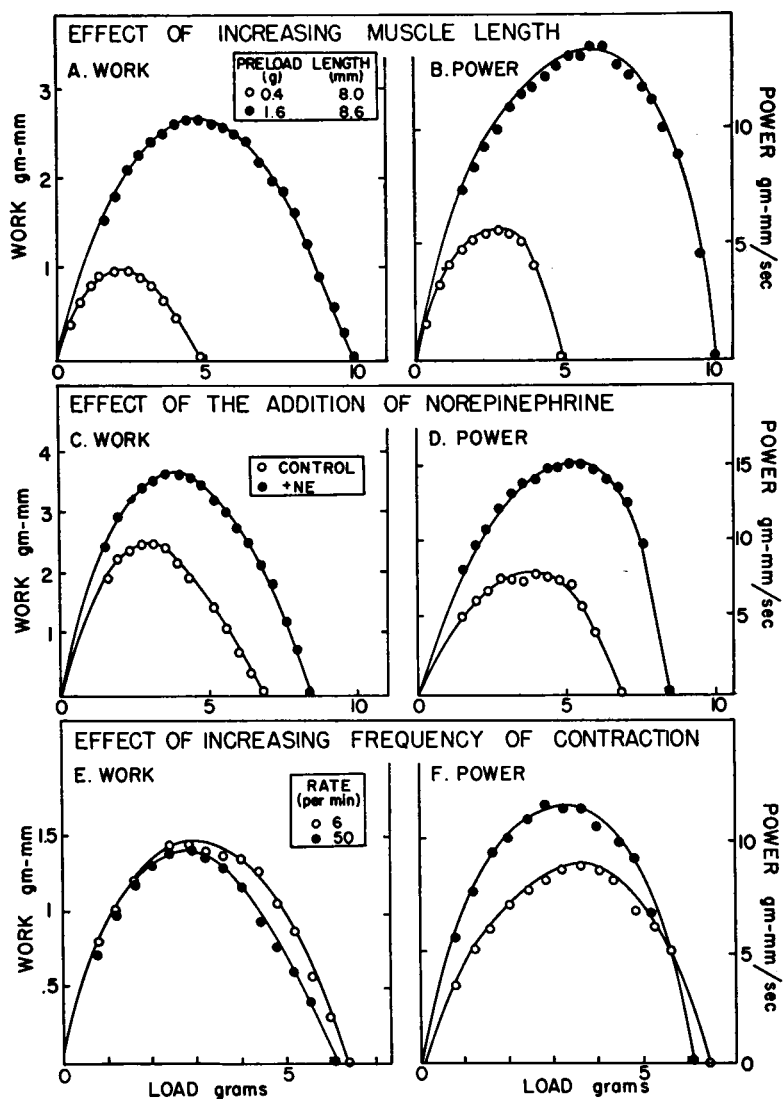 EFFECT OF INCREASING MUSCLE LENGTH
A. WORK
PRELOAD LENGTH
(g) (mm)
○ 0.4 8.0
● 1.6 8.6
B. POWER
WORK gm-mm
3
2
1
0 5 10
0 5 10
10
5
POWER gm-mm/sec
EFFECT OF THE ADDITION OF NOREPINEPHRINE
C. WORK
○ CONTROL
● +NE
D. POWER
WORK gm-mm
4
3
2
1
0 5 10
0 5 10
15
10
5
POWER gm-mm/sec
EFFECT OF INCREASING FREQUENCY OF CONTRACTION
E. WORK
RATE
(per min)
○ 6
● 50
F. POWER
WORK gm-mm
1.5
1
.5
0 5
LOAD grams
0 5
LOAD grams
10
5
0
POWER gm-mm/sec